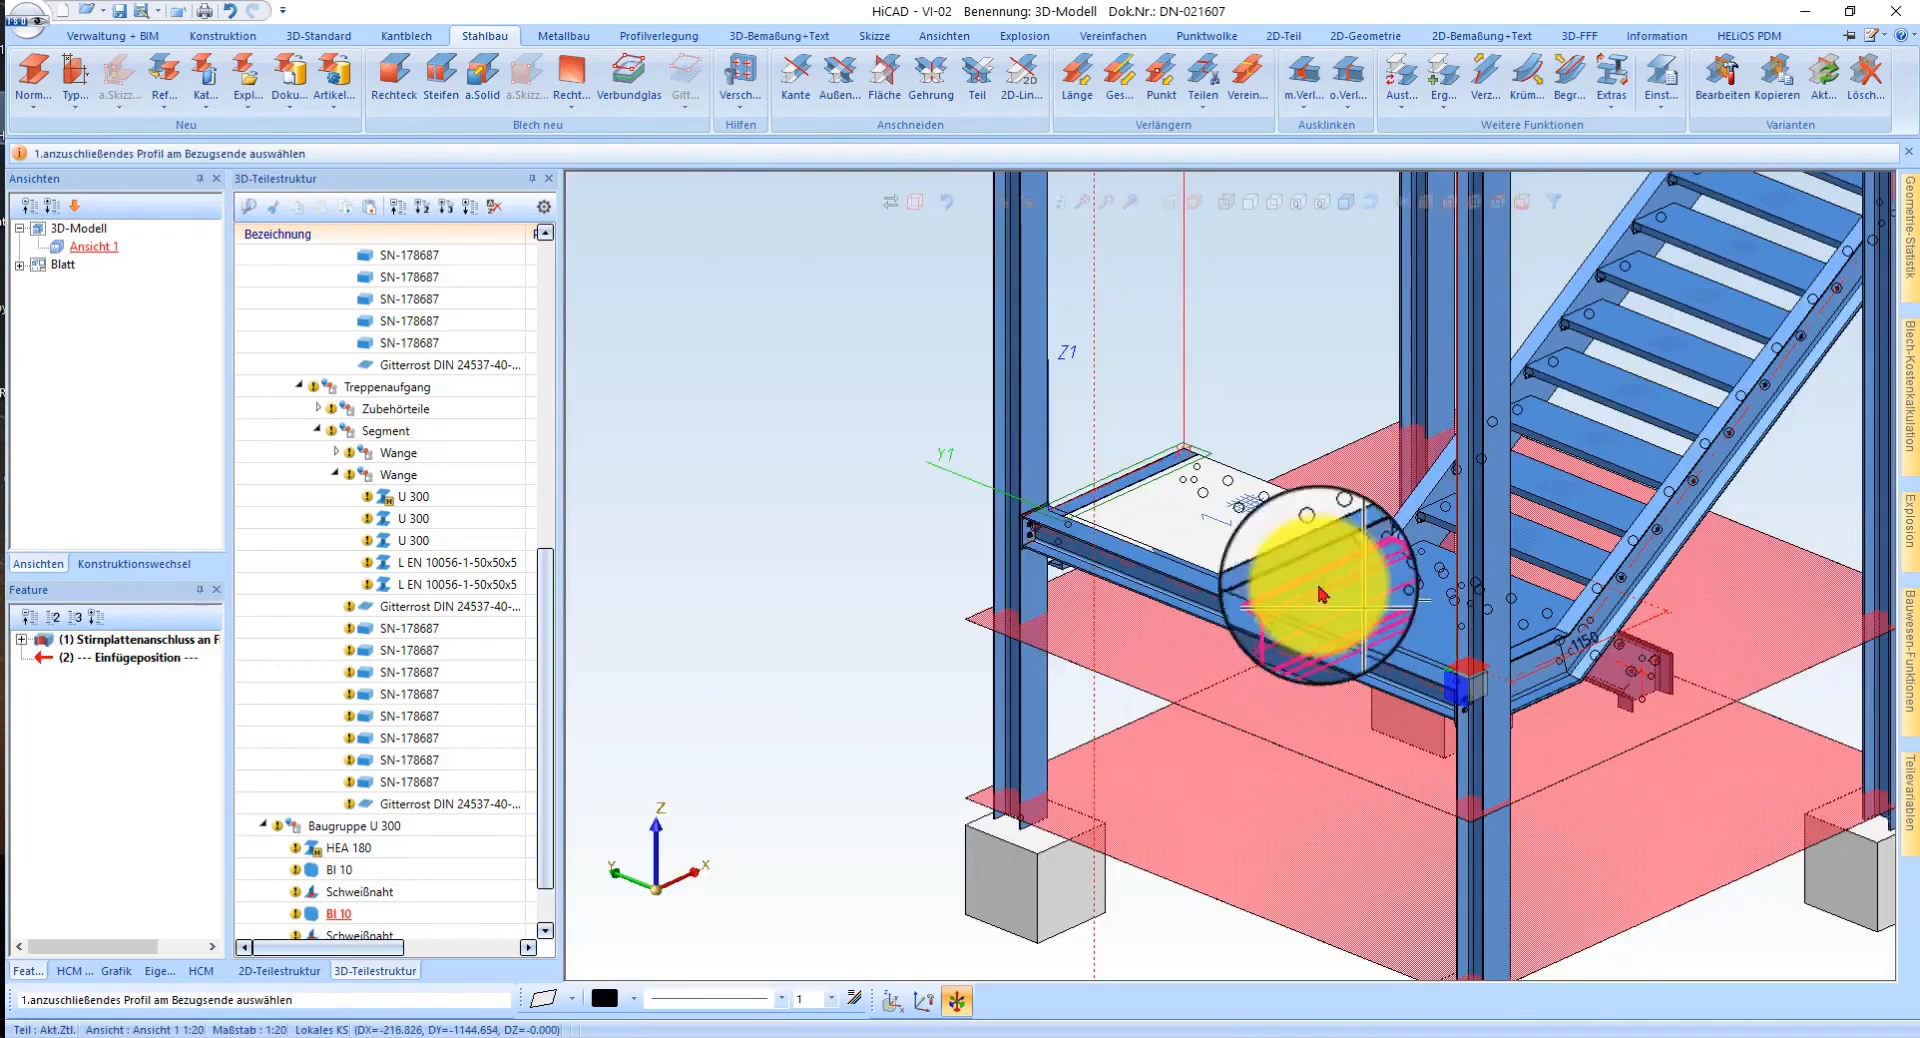 HiCAD - VI-02 Benennung: 3D-Modell Dok.Nr.: DN-021607
Verwaltung + BIM Konstruktion 3D-Standard Kantblech Stahlbau Metallbau Profilverlegung 3D-Bemaßung+Text Skizze Ansichten Explosion Vereinfachen Punktwolke 2D-Teil 2D-Geometrie 2D-Bemaßung+Text 3D-FFF Information HELiOS PDM
Norm... Typ... a.Skizz... Ref... Kat... Expl... Doku... Artikel... Rechteck Steifen a.Solid a.Skizz... Recht... Verbundglas Gitt... Versch... Kante Außen... Fläche Gehrung Teil 2D-Lin... Länge Ges... Punkt Teilen Verein... m.Verl... o.Verl... Aust... Erg... Verz... Krüm... Begr... Extras Einst... Bearbeiten Kopieren Akt... Lösch...
Neu Blech neu Hilfen Anschneiden Verlängern Ausklinken Weitere Funktionen Varianten
1.anzuschließendes Profil am Bezugsende auswählen
Ansichten
3D-Modell
Ansicht 1
Blatt
Ansichten Konstruktionswechsel
Feature
(1) Stirnplattenanschluss an F
(2) --- Einfügeposition ---
Feat... HCM ... Grafik Eige... HCM
3D-Teilestruktur
Bezeichnung
SN-178687
SN-178687
SN-178687
SN-178687
SN-178687
Gitterrost DIN 24537-40-...
Treppenaufgang
Zubehörteile
Segment
Wange
Wange
U 300
U 300
U 300
L EN 10056-1-50x50x5
L EN 10056-1-50x50x5
Gitterrost DIN 24537-40-...
SN-178687
SN-178687
SN-178687
SN-178687
SN-178687
SN-178687
SN-178687
SN-178687
Gitterrost DIN 24537-40-...
Baugruppe U 300
HEA 180
Bl 10
Schweißnaht
Bl 10
Schweißnaht
2D-Teilestruktur 3D-Teilestruktur
Z1
Y1
Z
Y
X
Geometrie-Statistik
Blech-Kostenkalkulation
Explosion
Bauwesen-Funktionen
Teilevariablen
1.anzuschließendes Profil am Bezugsende auswählen
1
Teil : Akt.Ztl. Ansicht : Ansicht 1 1:20 Maßstab : 1:20 Lokales KS (DX=-216.826, DY=-1144.654, DZ=-0.000)